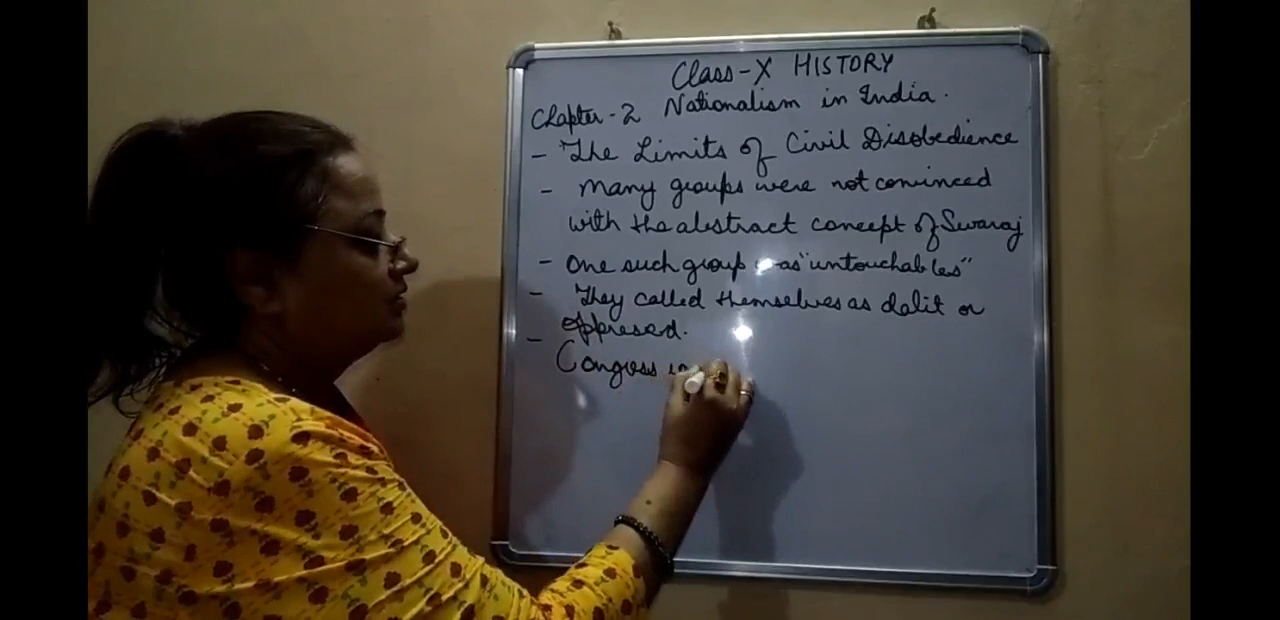 Class-X HISTORY
Chapter-2 Nationalism in India.
- The Limits of Civil Disobedience
- Many groups were not convinced
with the abstract concept of Swaraj
- One such group was "untouchables"
- They called themselves as dalit or
- oppresed.
Congress